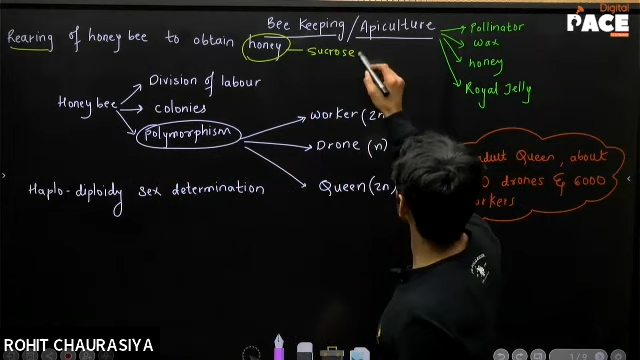 Digital
PACE
Bee Keeping / Apiculture
Rearing of honey bee to obtain honey
sucrose
Pollinator
wax
honey
Royal Jelly
Honey bee
Division of labour
colonies
polymorphism
worker (2n
Drone (n)
Queen (2n)
Haplo-diploidy sex determination
Queen, about
drones & 6000
ROHIT CHAURASIYA
1/9